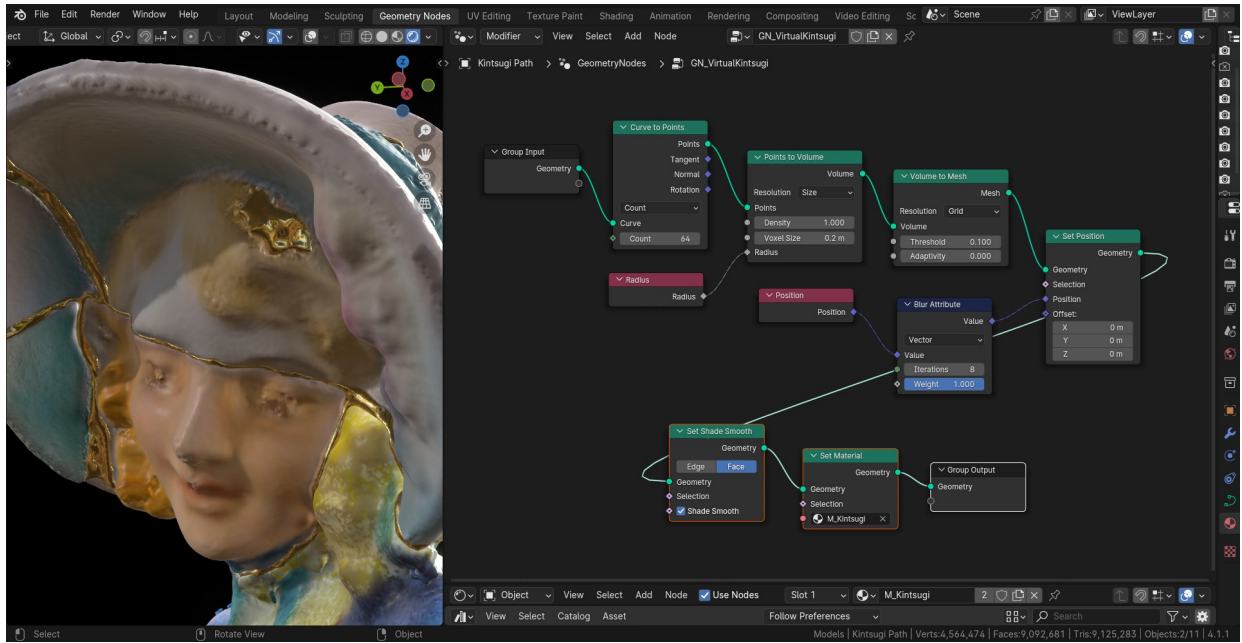 File Edit Render Window Help Layout Modeling Sculpting Geometry Nodes UV Editing Texture Paint Shading Animation Rendering Compositing Video Editing Sc Scene ViewLayer
ect Global Modifier View Select Add Node GN_VirtualKintsugi
Kintsugi Path > GeometryNodes > GN_VirtualKintsugi
Z
Y
X
Group Input
Geometry
Curve to Points
Points
Tangent
Normal
Rotation
Count
Curve
Count 64
Radius
Radius
Points to Volume
Volume
Resolution Size
Points
Density 1.000
Voxel Size 0.2 m
Radius
Volume to Mesh
Mesh
Resolution Grid
Volume
Threshold 0.100
Adaptivity 0.000
Position
Position
Blur Attribute
Value
Vector
Value
Iterations 8
Weight 1.000
Set Position
Geometry
Geometry
Selection
Position
Offset:
X 0 m
Y 0 m
Z 0 m
Set Shade Smooth
Geometry
Edge Face
Geometry
Selection
Shade Smooth
Set Material
Geometry
Geometry
Selection
M_Kintsugi
Group Output
Geometry
Object View Select Add Node Use Nodes Slot 1 M_Kintsugi 2
View Select Catalog Asset Follow Preferences Search
Select Rotate View Object Models | Kintsugi Path | Verts:4,564,474 | Faces:9,092,681 | Tris:9,125,283 | Objects:2/11 | 4.1.1